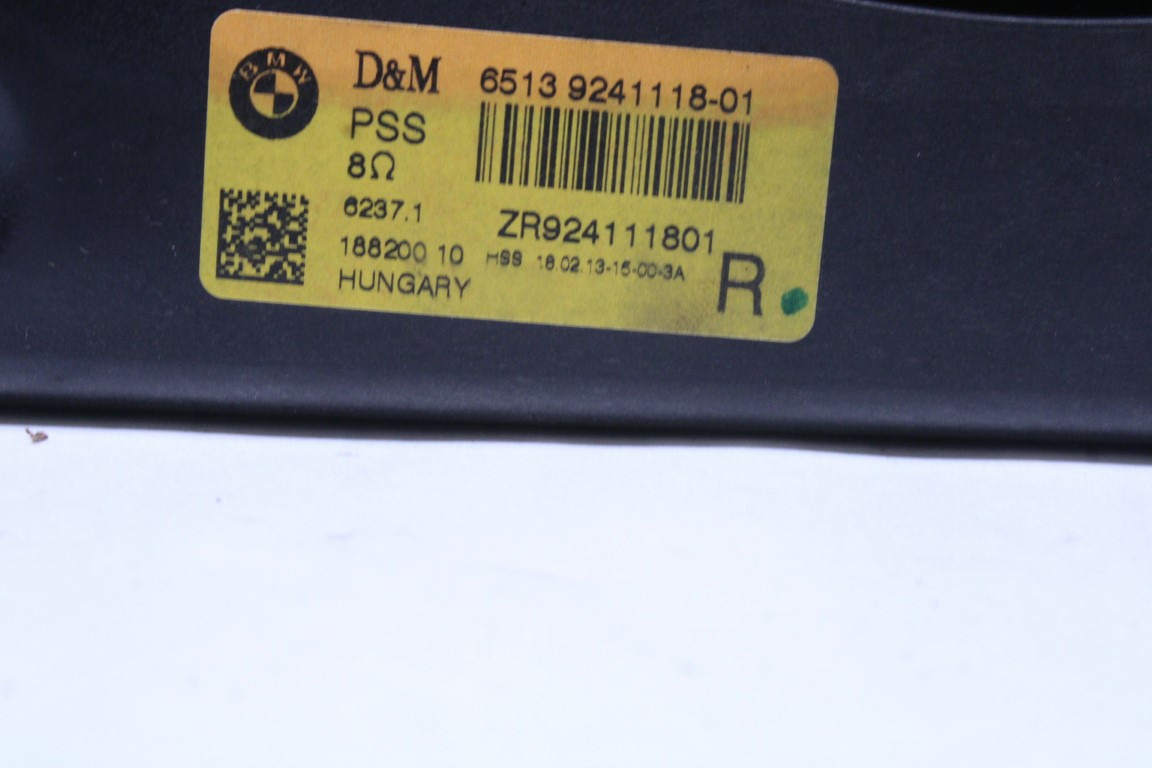 BMW
D&M 6513 9241118-01
PSS
8Ω
6237.1
ZR924111801
188200 10
HSS 18.02.13-15-00-3A
HUNGARY
R